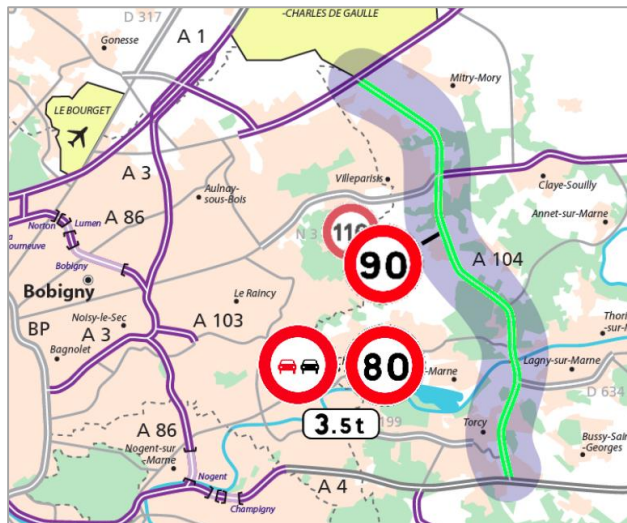 -CHARLES DE GAULLE
D 317
Gonesse
A 1
Mitry-Mory
LE BOURGET
A 3
Villeparisis
Claye-Souilly
Aulnay-
sous-Bois
A 86
Norton
Lumen
Annet-sur-Marne
110
N 3
90
A 104
Bobigny
Bobigny
Le Raincy
BP
Noisy-le-Sec
A 3
A 103
Bagnolet
80
-Marne
Lagny-sur-Marne
D 634
3.5t
199
A 86
Torcy
Nogent-sur
Marne
Bussy-Sain
-Georges
Nogent
A 4
Champigny